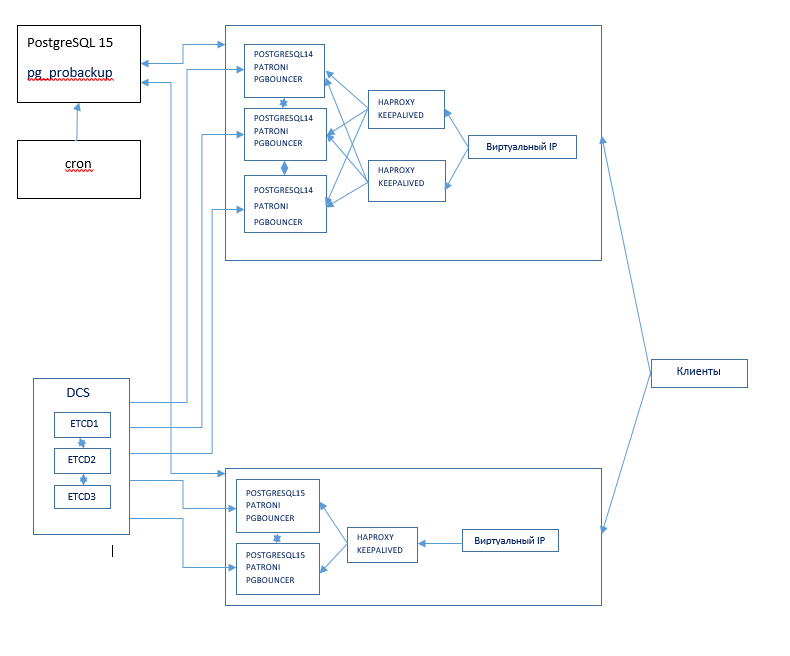 PostgreSQL 15
pg_probackup
cron
POSTGRESQL14
PATRONI
PGBOUNCER
POSTGRESQL14
PATRONI
PGBOUNCER
POSTGRESQL14
PATRONI
PGBOUNCER
HAPROXY
KEEPALIVED
HAPROXY
KEEPALIVED
Виртуальный IP
Клиенты
DCS
ETCD1
ETCD2
ETCD3
POSTGRESQL15
PATRONI
PGBOUNCER
POSTGRESQL15
PATRONI
PGBOUNCER
HAPROXY
KEEPALIVED
Виртуальный IP